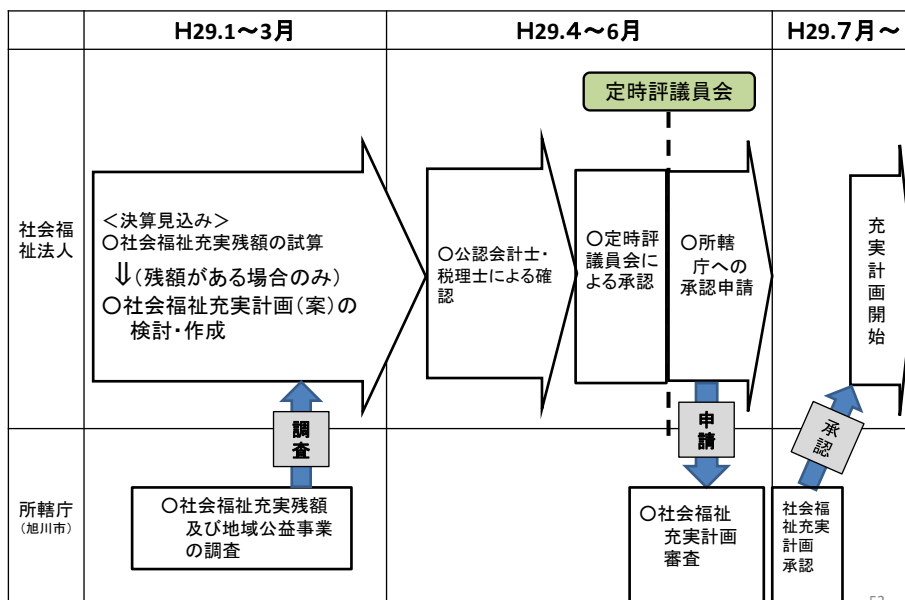 H29.1～3月
H29.4～6月
H29.7月～
定時評議員会
社会福
祉法人
＜決算見込み＞
○社会福祉充実残額の試算
⇓（残額がある場合のみ）
○社会福祉充実計画（案）の
検討・作成
○公認会計士・
税理士による確
認
○定時評
議員会に
よる承認
○所轄
庁への
承認申請
充実計画開始
調査
申請
承認
所轄庁
（旭川市）
○社会福祉充実残額
及び地域公益事業
の調査
○社会福祉
充実計画
審査
社会福
祉充実
計画
承認